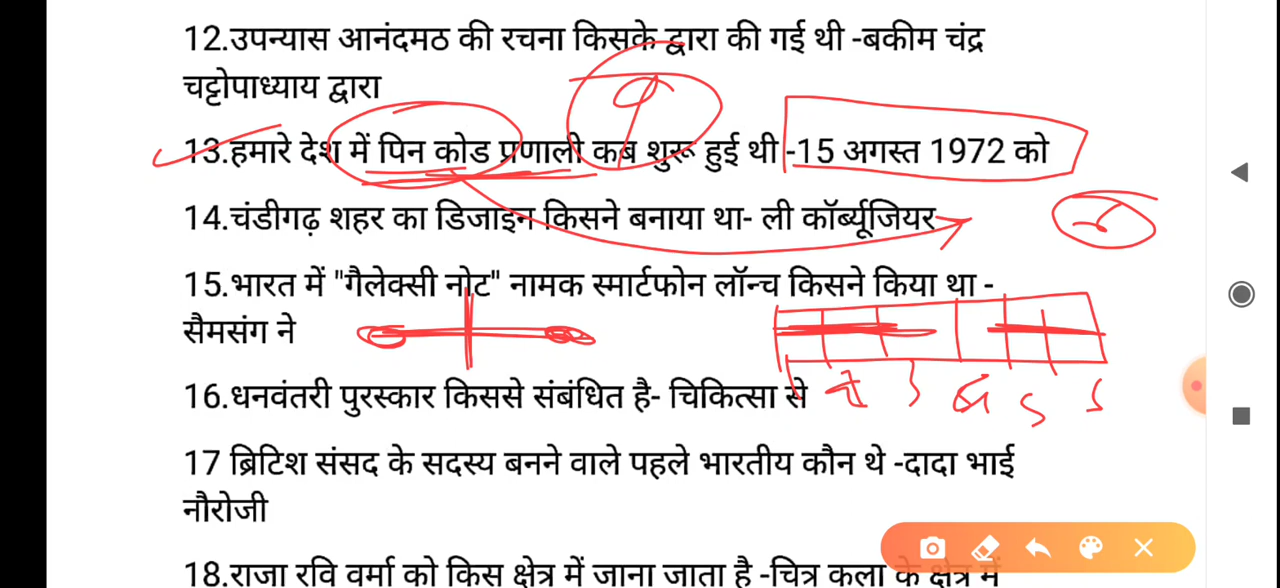 12.उपन्यास आनंदमठ की रचना किसके द्वारा की गई थी -बकीम चंद्र
चट्टोपाध्याय द्वारा
13.हमारे देश में पिन कोड प्रणाली कब शुरू हुई थी -15 अगस्त 1972 को
14.चंडीगढ़ शहर का डिजाइन किसने बनाया था- ली कॉर्ब्यूजियर
15.भारत में "गैलेक्सी नोट" नामक स्मार्टफोन लॉन्च किसने किया था -
सैमसंग ने
16.धनवंतरी पुरस्कार किससे संबंधित है- चिकित्सा से
17 ब्रिटिश संसद के सदस्य बनने वाले पहले भारतीय कौन थे -दादा भाई
नौरोजी
18.राजा रवि वर्मा को किस क्षेत्र में जाना जाता है -चित्र कला के क्षेत्र में